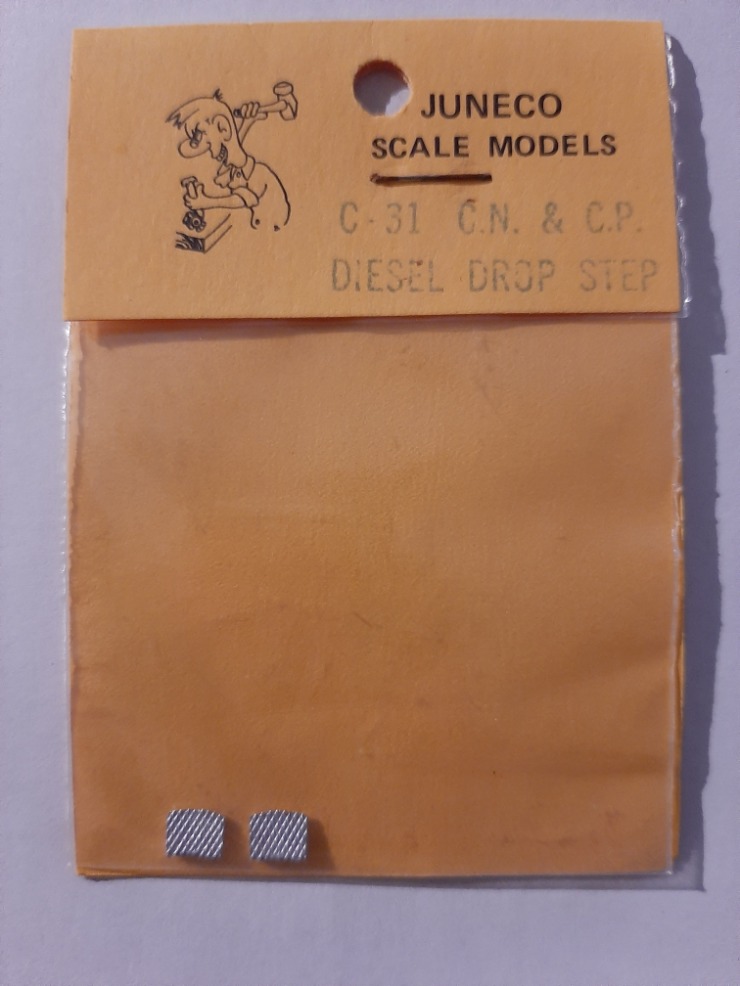 JUNECO
SCALE MODELS
C-31 C.N. & C.P.
DIESEL DROP STEP